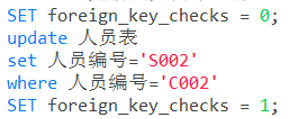 SET foreign_key_checks = 0;
update 人员表
set 人员编号='S002'
where 人员编号='C002'
SET foreign_key_checks = 1;